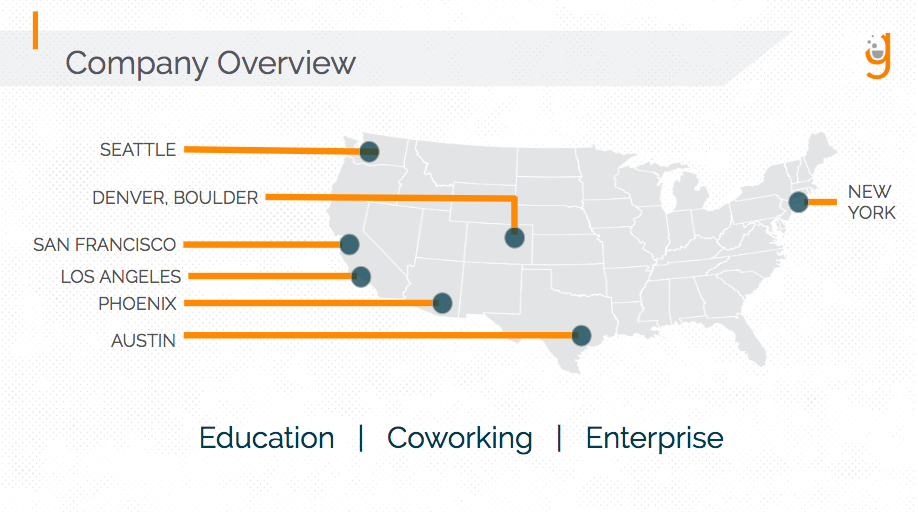 Company Overview
g
SEATTLE
DENVER, BOULDER
SAN FRANCISCO
LOS ANGELES
PHOENIX
AUSTIN
NEW
YORK
Education | Coworking | Enterprise